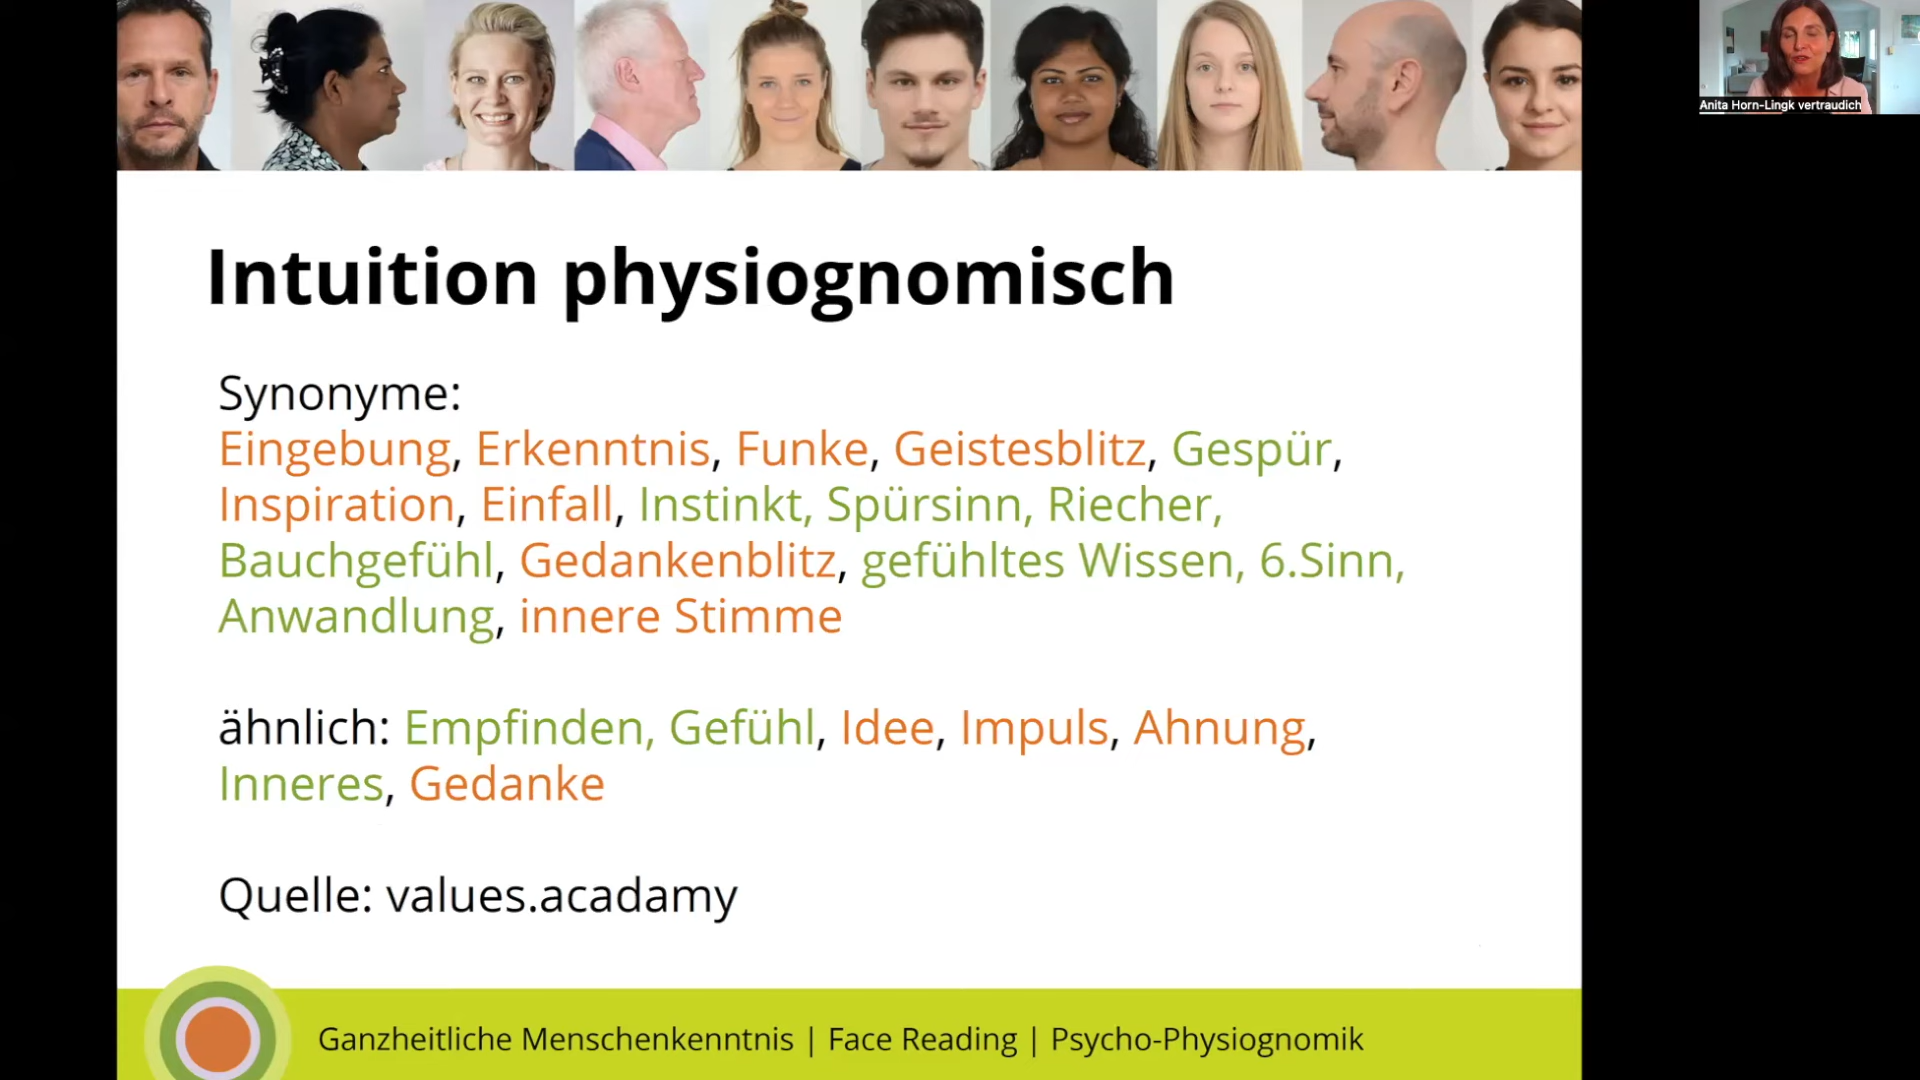 Anita Horn-Lingk vertraudich
Intuition physiognomisch
Synonyme:
Eingebung, Erkenntnis, Funke, Geistesblitz, Gespür,
Inspiration, Einfall, Instinkt, Spürsinn, Riecher,
Bauchgefühl, Gedankenblitz, gefühltes Wissen, 6.Sinn,
Anwandlung, innere Stimme
ähnlich: Empfinden, Gefühl, Idee, Impuls, Ahnung,
Inneres, Gedanke
Quelle: values.acadamy
Ganzheitliche Menschenkenntnis | Face Reading | Psycho-Physiognomik